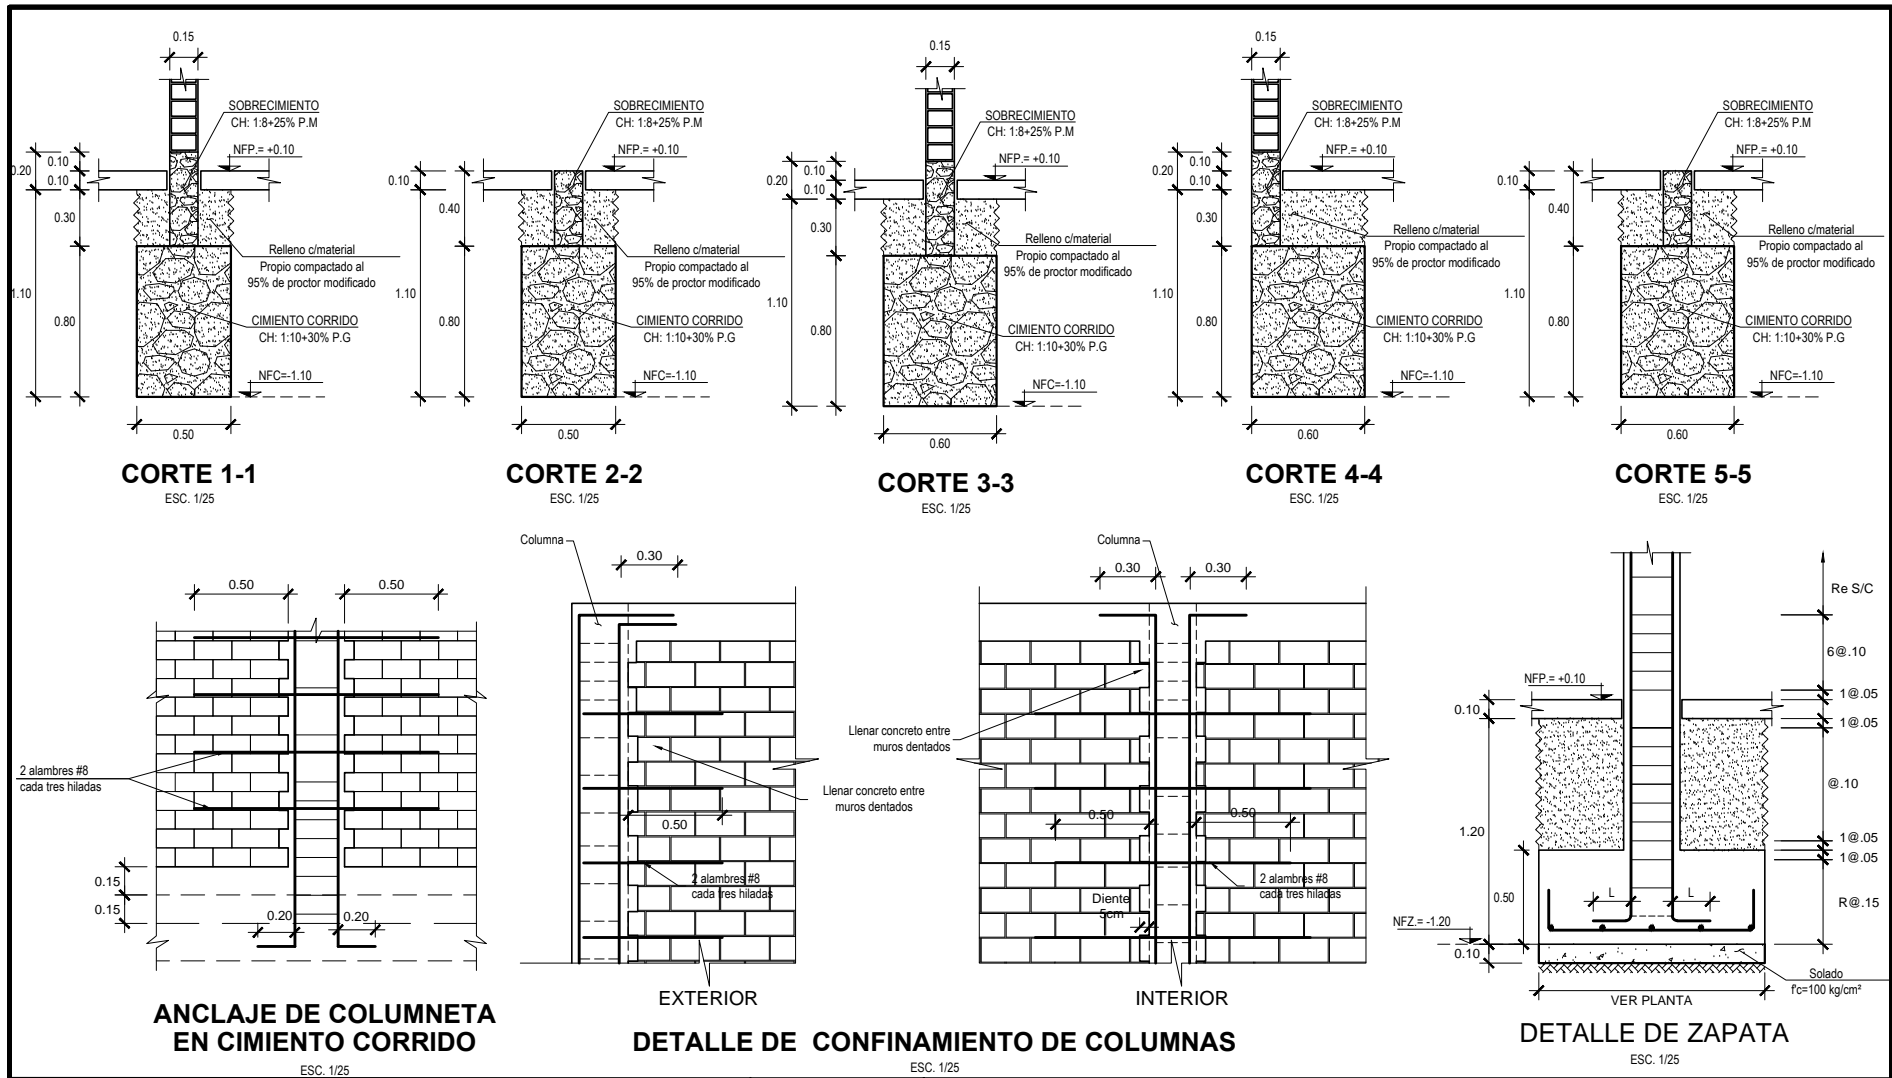 0.15
SOBRECIMIENTO
CH: 1:8+25% P.M
NFP.= +0.10
0.20
0.10
0.10
0.30
1.10
0.80
Relleno c/material
Propio compactado al
95% de proctor modificado
CIMIENTO CORRIDO
CH: 1:10+30% P.G
NFC=-1.10
0.50
CORTE 1-1
ESC. 1/25
SOBRECIMIENTO
CH: 1:8+25% P.M
NFP.= +0.10
0.10
0.40
1.10
0.80
Relleno c/material
Propio compactado al
95% de proctor modificado
CIMIENTO CORRIDO
CH: 1:10+30% P.G
NFC=-1.10
0.50
CORTE 2-2
ESC. 1/25
0.15
SOBRECIMIENTO
CH: 1:8+25% P.M
NFP.= +0.10
0.20
0.10
0.10
0.30
1.10
0.80
Relleno c/material
Propio compactado al
95% de proctor modificado
CIMIENTO CORRIDO
CH: 1:10+30% P.G
NFC=-1.10
0.60
CORTE 3-3
ESC. 1/25
0.15
SOBRECIMIENTO
CH: 1:8+25% P.M
NFP.= +0.10
0.20
0.10
0.10
0.30
1.10
0.80
Relleno c/material
Propio compactado al
95% de proctor modificado
CIMIENTO CORRIDO
CH: 1:10+30% P.G
NFC=-1.10
0.60
CORTE 4-4
ESC. 1/25
SOBRECIMIENTO
CH: 1:8+25% P.M
NFP.= +0.10
0.10
0.40
1.10
0.80
Relleno c/material
Propio compactado al
95% de proctor modificado
CIMIENTO CORRIDO
CH: 1:10+30% P.G
NFC=-1.10
0.60
CORTE 5-5
ESC. 1/25
0.50
0.50
2 alambres #8
cada tres hiladas
0.15
0.15
0.20
0.20
ANCLAJE DE COLUMNETA
EN CIMIENTO CORRIDO
ESC. 1/25
Columna
0.30
Llenar concreto entre
muros dentados
0.50
2 alambres #8
cada tres hiladas
EXTERIOR
Columna
0.30
0.30
Llenar concreto entre
muros dentados
0.50
0.50
2 alambres #8
cada tres hiladas
Diente
5cm
INTERIOR
DETALLE DE CONFINAMIENTO DE COLUMNAS
ESC. 1/25
Re S/C
6@.10
NFP.= +0.10
1@.05
0.10
1@.05
@.10
1.20
1@.05
1@.05
0.50
L
L
R@.15
NFZ.= -1.20
0.10
Solado
f'c=100 kg/cm²
VER PLANTA
DETALLE DE ZAPATA
ESC. 1/25